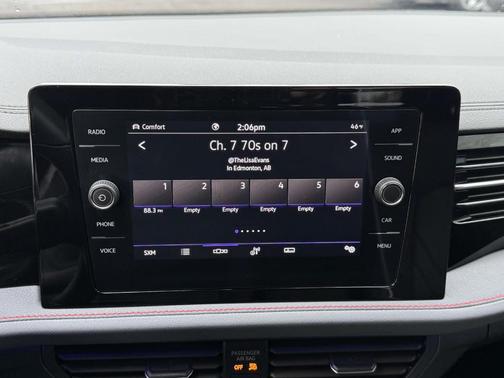 Comfort 2:06pm 46°F
RADIO
MEDIA
PHONE
VOICE
< Ch. 7 70s on 7 >
@TheLisaEvans
In Edmonton, AB
1 2 3 4 5 6
88.3 FM Empty Empty Empty Empty Empty
SXM
APP
SOUND
CAR
MENU
PASSENGER
AIR BAG
OFF